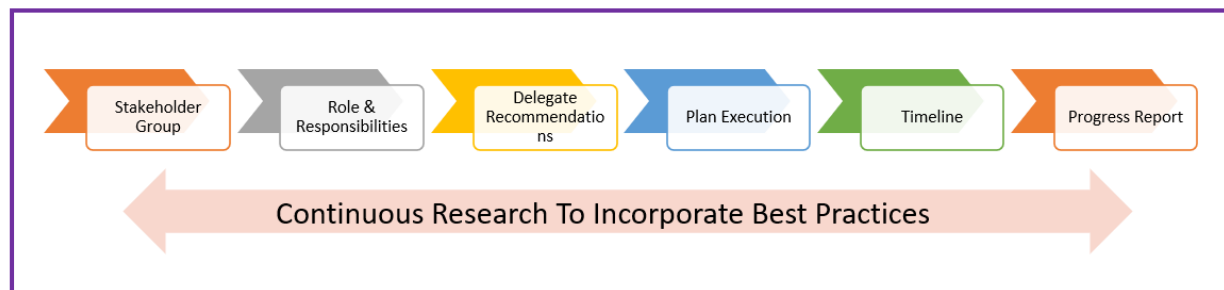 Stakeholder
Group
Role &
Responsibilities
Delegate
Recommendatio
ns
Plan Execution
Timeline
Progress Report
Continuous Research To Incorporate Best Practices